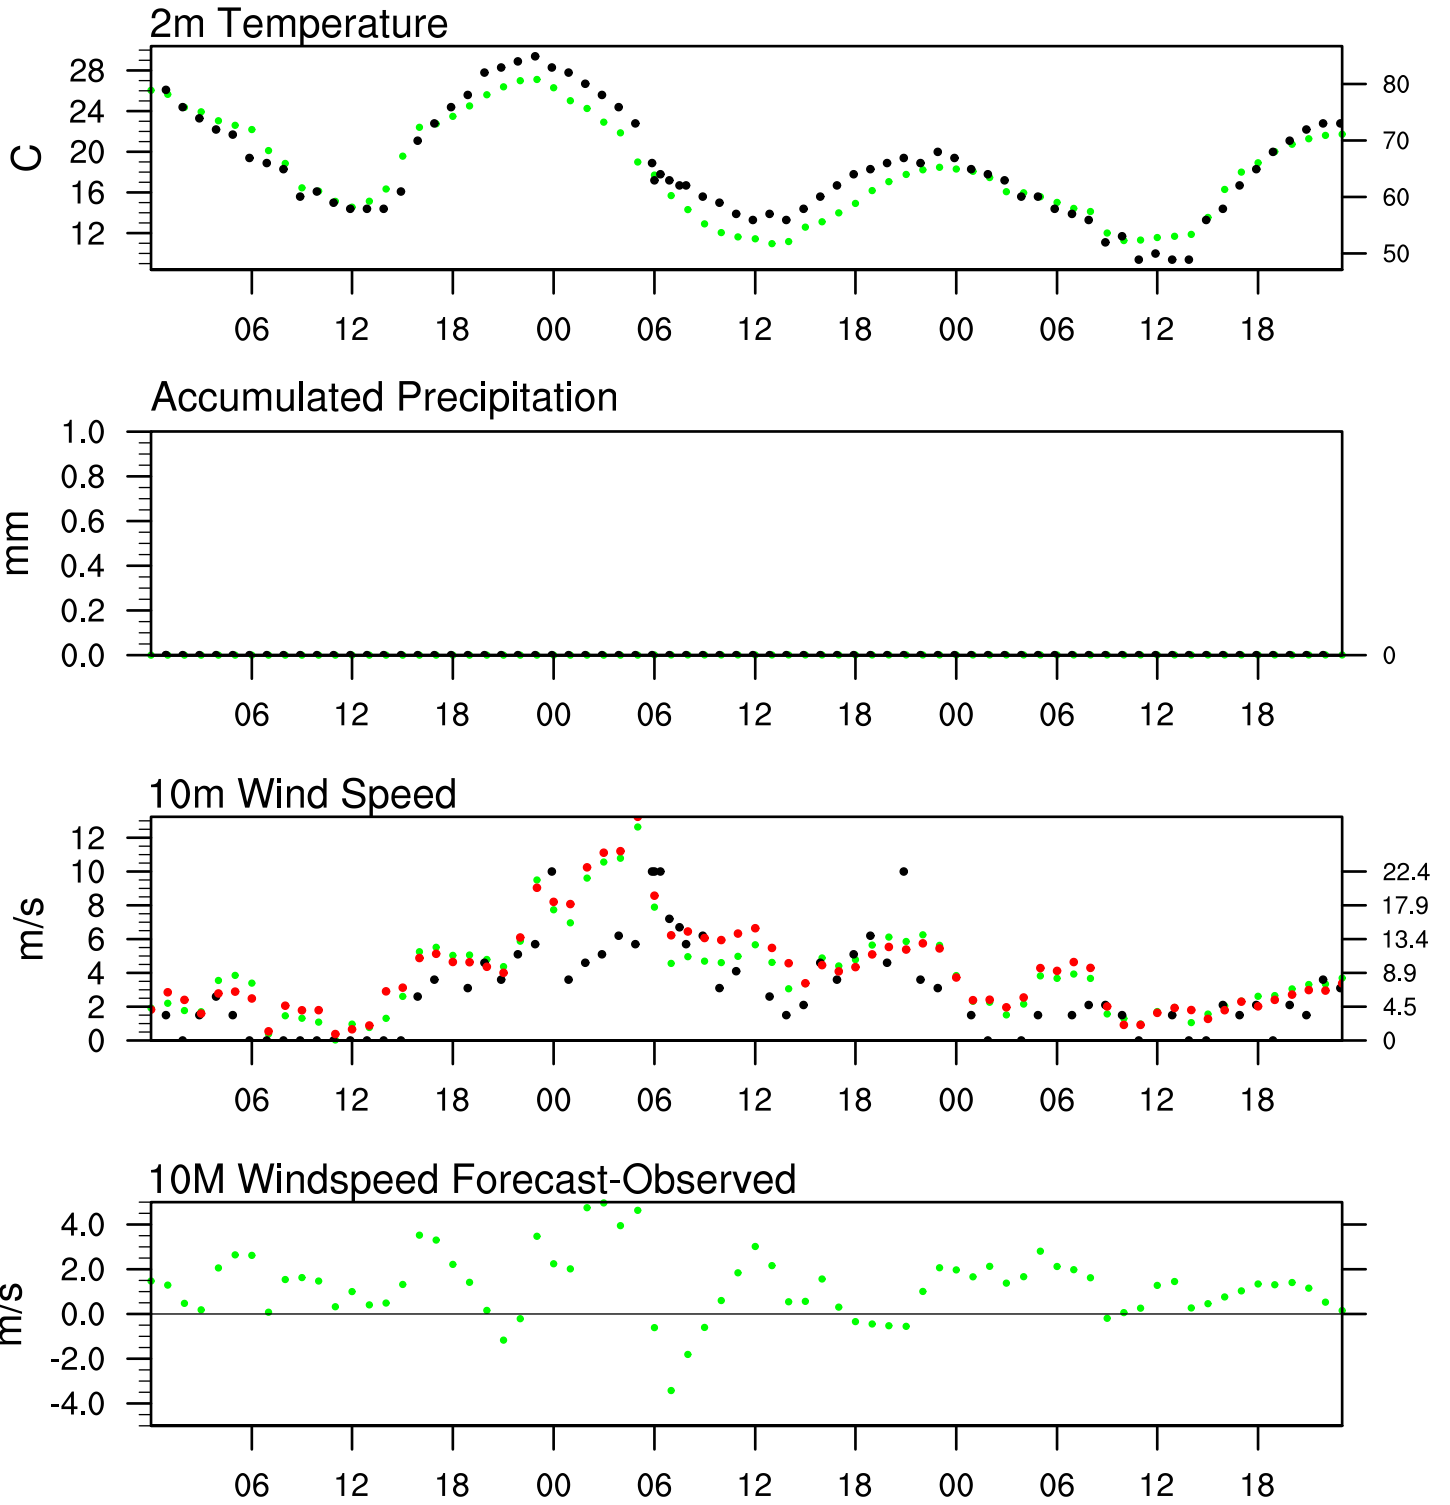 2m Temperature
C
28
24
20
16
12
80
70
60
50
06 12 18 00 06 12 18 00 06 12 18
Accumulated Precipitation
mm
1.0
0.8
0.6
0.4
0.2
0.0
0
06 12 18 00 06 12 18 00 06 12 18
10m Wind Speed
m/s
12
10
8
6
4
2
0
22.4
17.9
13.4
8.9
4.5
0
06 12 18 00 06 12 18 00 06 12 18
10M Windspeed Forecast-Observed
m/s
4.0
2.0
0.0
-2.0
-4.0
06 12 18 00 06 12 18 00 06 12 18